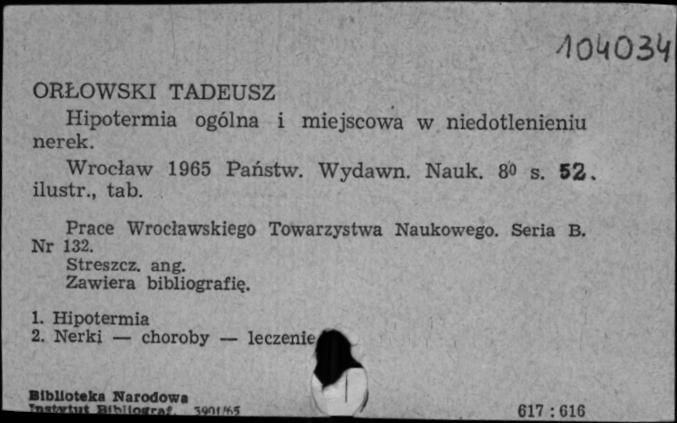 104034
ORŁOWSKI TADEUSZ
Hipotermia ogólna i miejscowa w niedotlenieniu
nerek.
Wrocław 1965 Państw. Wydawn. Nauk. 8⁰ s. 52.
ilustr., tab.
Prace Wrocławskiego Towarzystwa Naukowego. Seria B.
Nr 132.
Streszcz. ang.
Zawiera bibliografię.
1. Hipotermia
2. Nerki — choroby — leczenie
Biblioteka Narodowa
Instytut Bibliograf. 3901/65
617 : 616